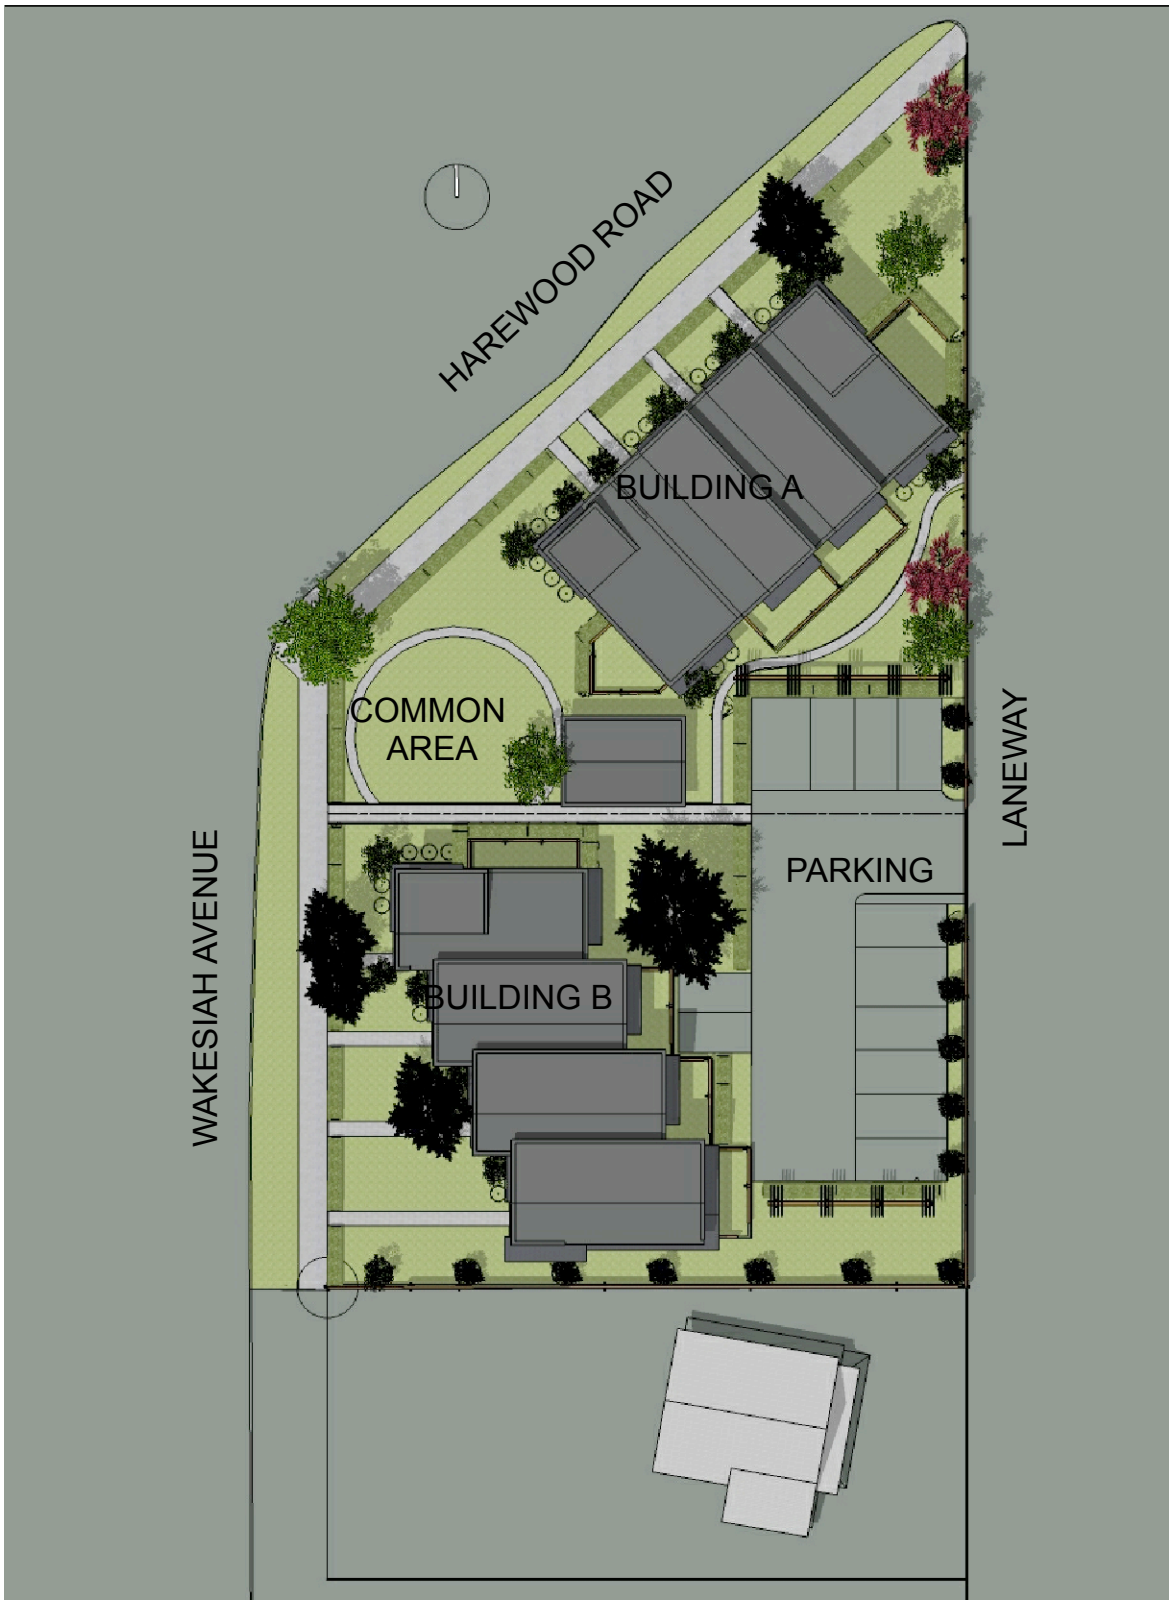 HAREWOOD ROAD
BUILDING A
COMMON
AREA
LANEWAY
WAKESIAH AVENUE
PARKING
BUILDING B